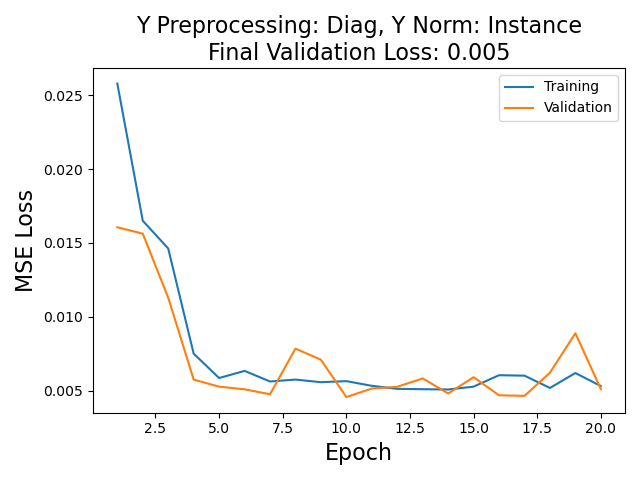 Y Preprocessing: Diag, Y Norm: Instance
Final Validation Loss: 0.005
Training
Validation
0.025
0.020
0.015
0.010
0.005
MSE Loss
2.5 5.0 7.5 10.0 12.5 15.0 17.5 20.0
Epoch